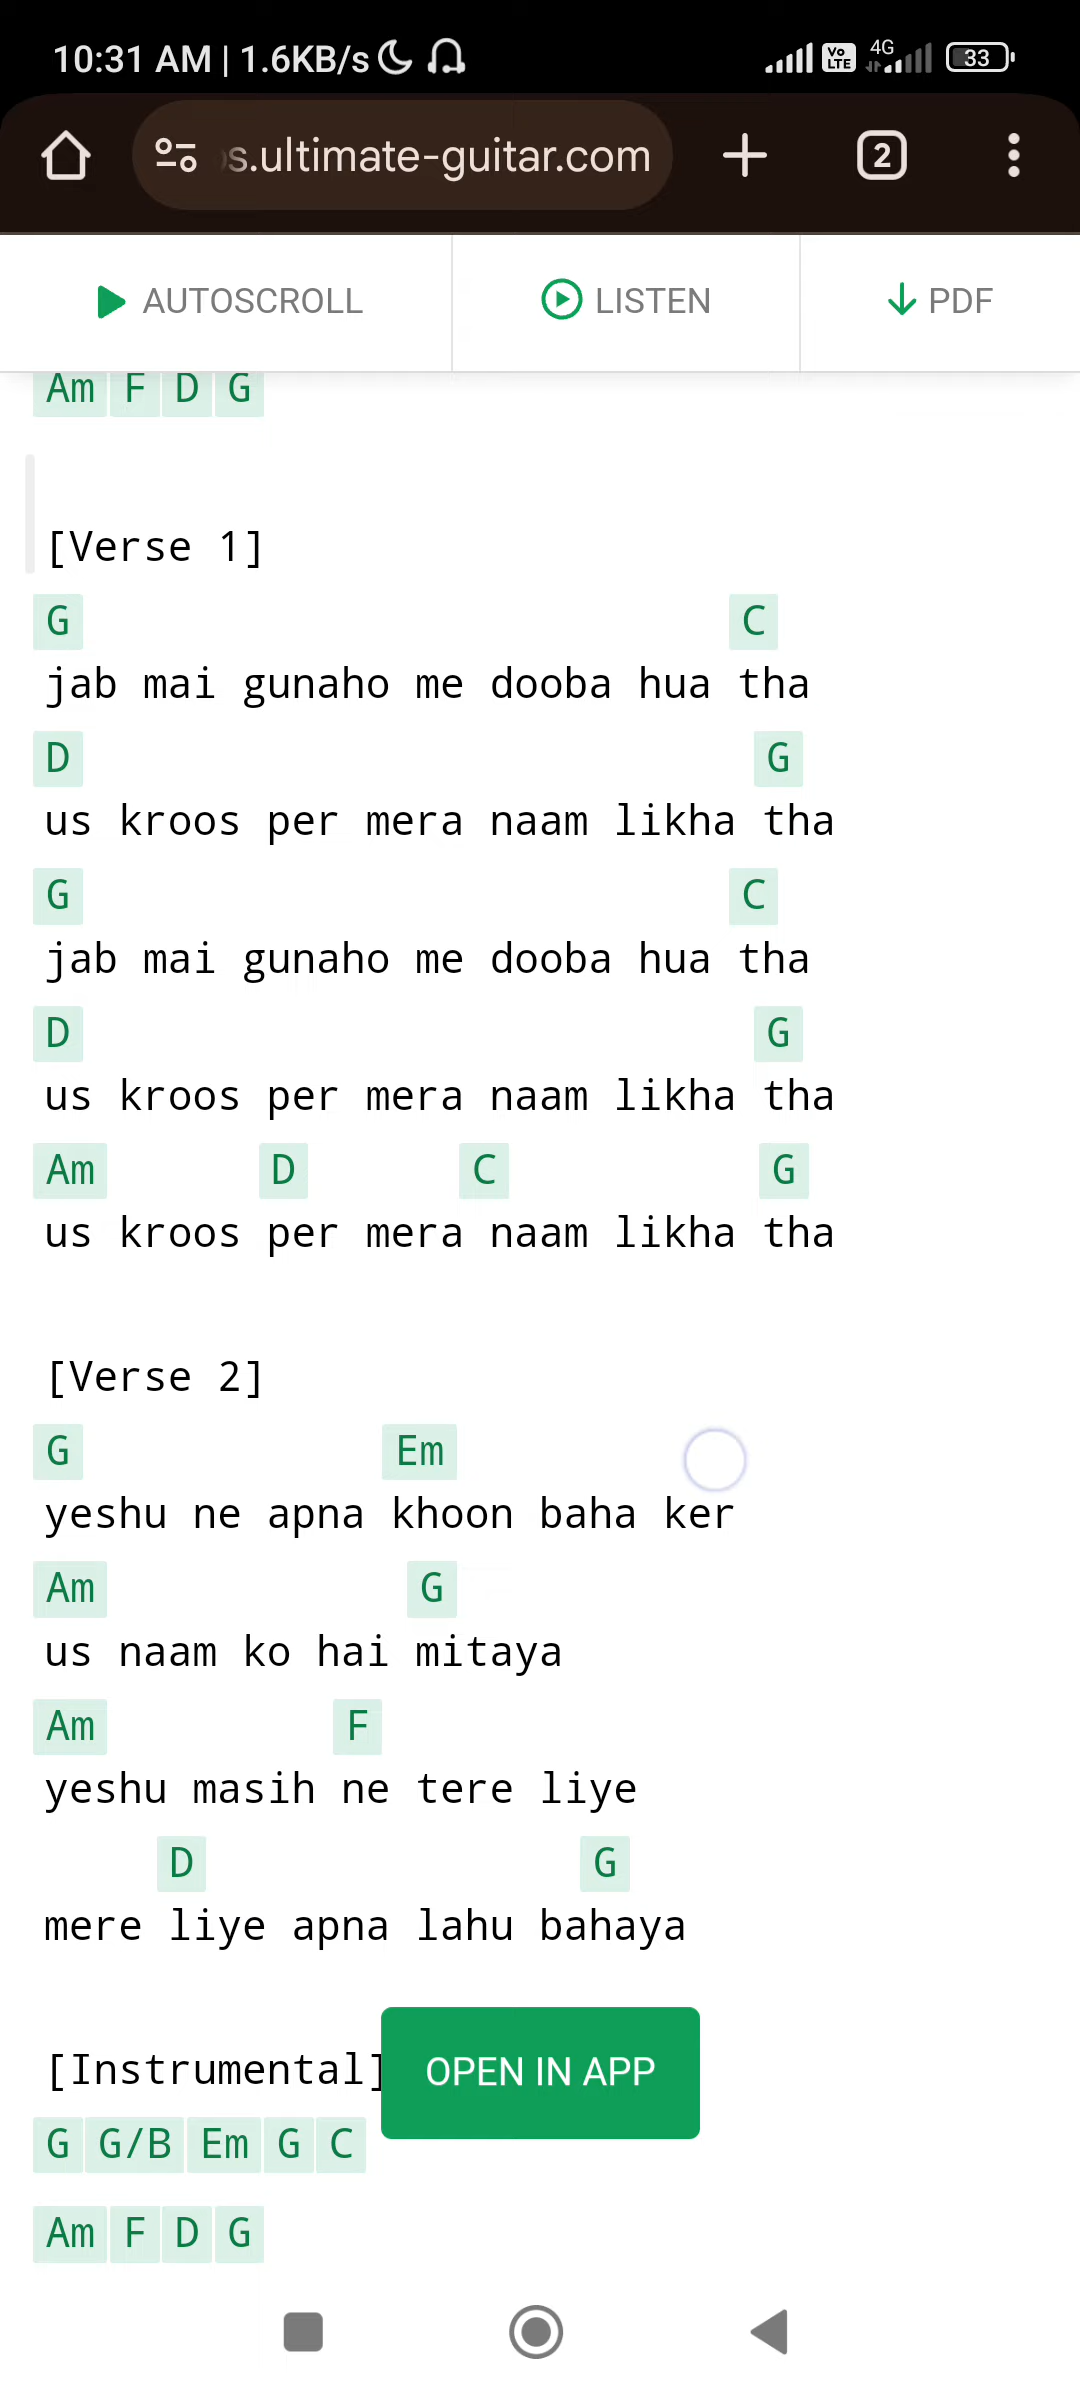 10:31 AM | 1.6KB/s Vo LTE 4G 33
s.ultimate-guitar.com 2
AUTOSCROLL LISTEN PDF
Am F D G
[Verse 1]
G C
jab mai gunaho me dooba hua tha
D G
us kroos per mera naam likha tha
G C
jab mai gunaho me dooba hua tha
D G
us kroos per mera naam likha tha
Am D C G
us kroos per mera naam likha tha
[Verse 2]
G Em
yeshu ne apna khoon baha ker
Am G
us naam ko hai mitaya
Am F
yeshu masih ne tere liye
D G
mere liye apna lahu bahaya
[Instrumental]
OPEN IN APP
G G/B Em G C
Am F D G